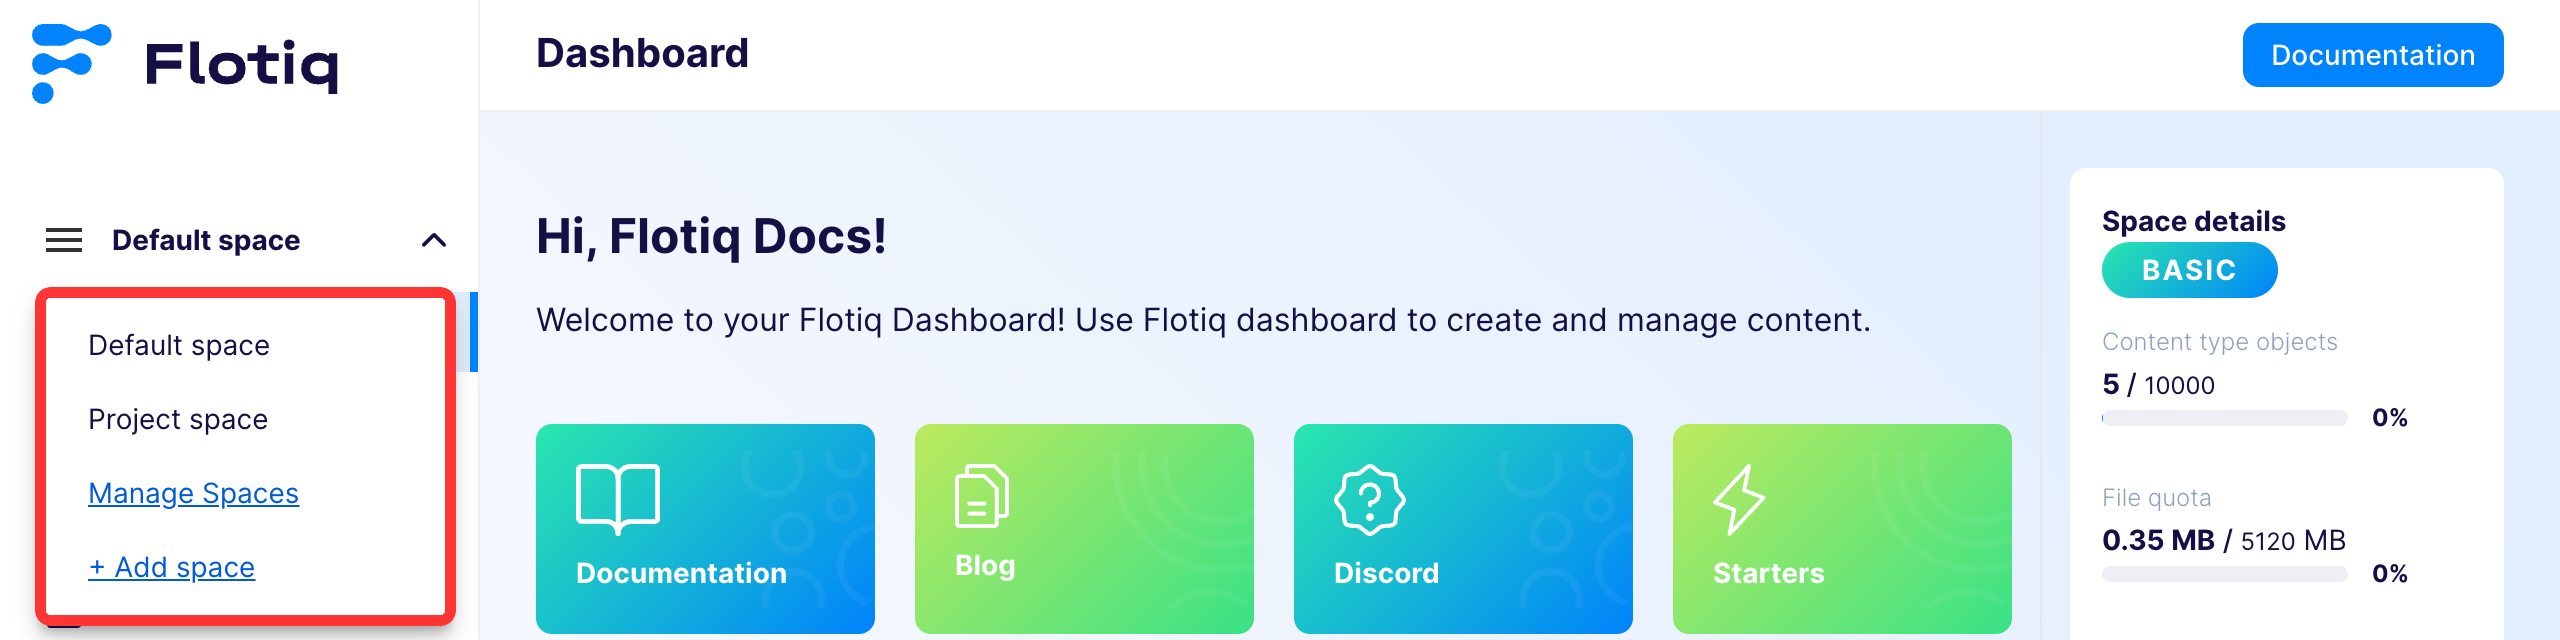 Flotiq
Default space
Default space
Project space
Manage Spaces
+ Add space
Dashboard
Documentation
Hi, Flotiq Docs!
Welcome to your Flotiq Dashboard! Use Flotiq dashboard to create and manage content.
Documentation
Blog
Discord
Starters
Space details
BASIC
Content type objects
5 / 10000
0%
File quota
0.35 MB / 5120 MB
0%